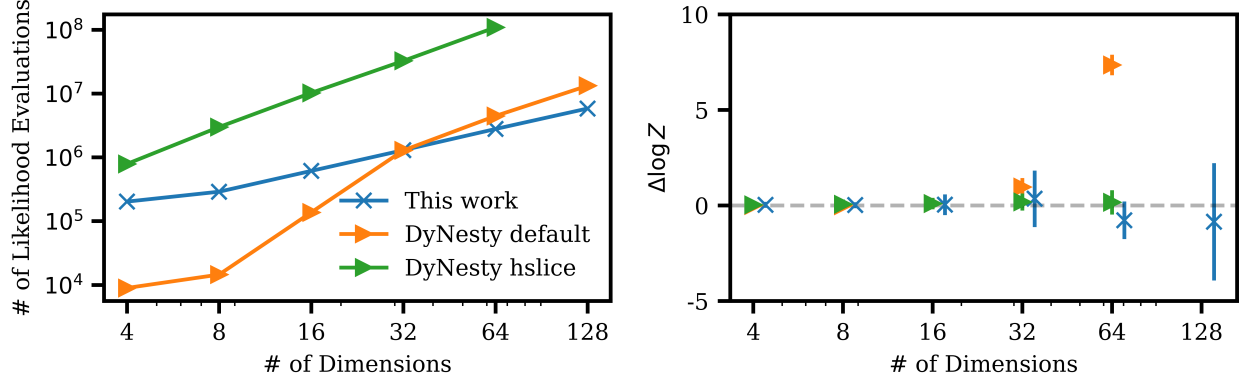 # of Likelihood Evaluations
10^8
10^7
10^6
10^5
10^4
This work
DyNesty default
DyNesty hslice
4 8 16 32 64 128
# of Dimensions
ΔlogZ
10
5
0
-5
4 8 16 32 64 128
# of Dimensions